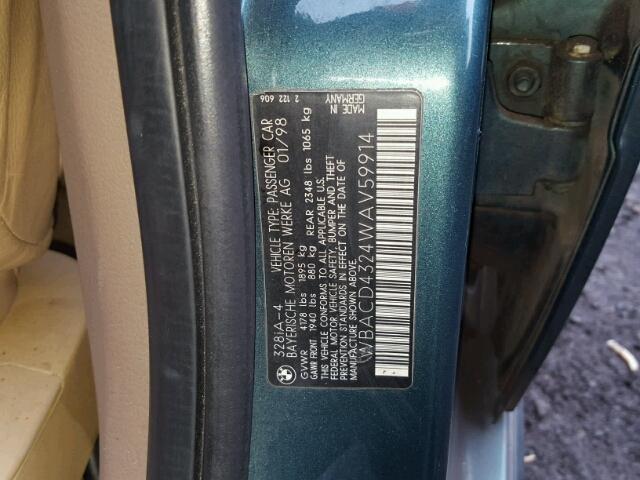 328iA-4 VEHICLE TYPE: PASSENGER CAR 2 122 606
BAYERISCHE MOTOREN WERKE AG 01/98
GVWR 4178 lbs 1895 kg
GAWR FRONT 1940 lbs 880 kg REAR 2348 lbs 1065 kg
THIS VEHICLE CONFORMS TO ALL APPLICABLE U.S.
FEDERAL MOTOR VEHICLE SAFETY, BUMPER AND THEFT
PREVENTION STANDARDS IN EFFECT ON THE DATE OF
MANUFACTURE SHOWN ABOVE.
MADE IN
GERMANY
WBACD4324WAV59914